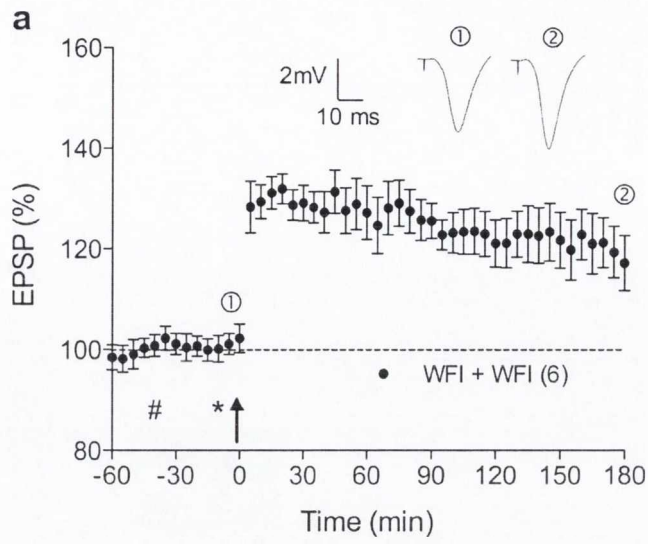 a
160
140
120
100
80
EPSP (%)
① ②
2mV
10 ms
②
①
WFI + WFI (6)
# *
-60 -30 0 30 60 90 120 150 180
Time (min)